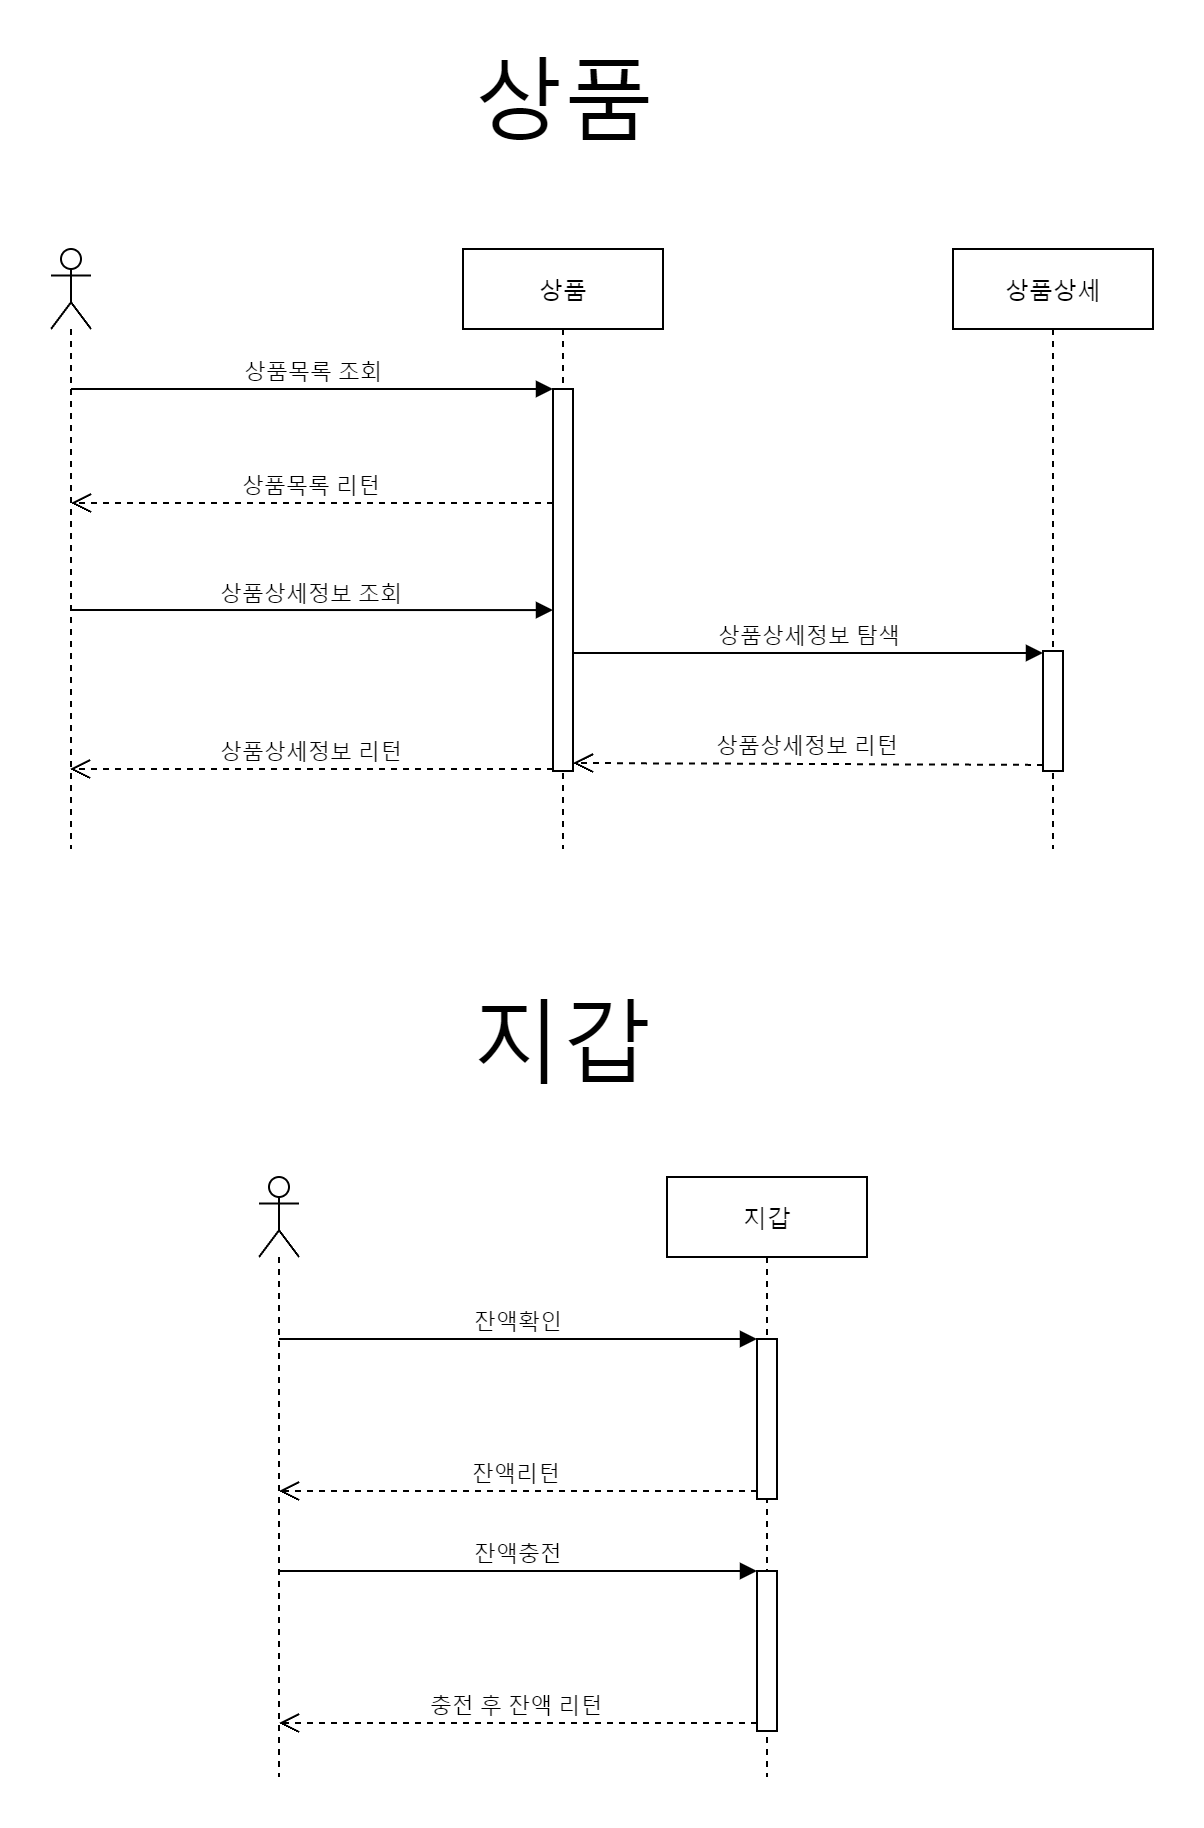 상품
상품
상품상세
상품목록 조회
상품목록 리턴
상품상세정보 조회
상품상세정보 탐색
상품상세정보 리턴
상품상세정보 리턴
지갑
지갑
잔액확인
잔액리턴
잔액충전
충전 후 잔액 리턴